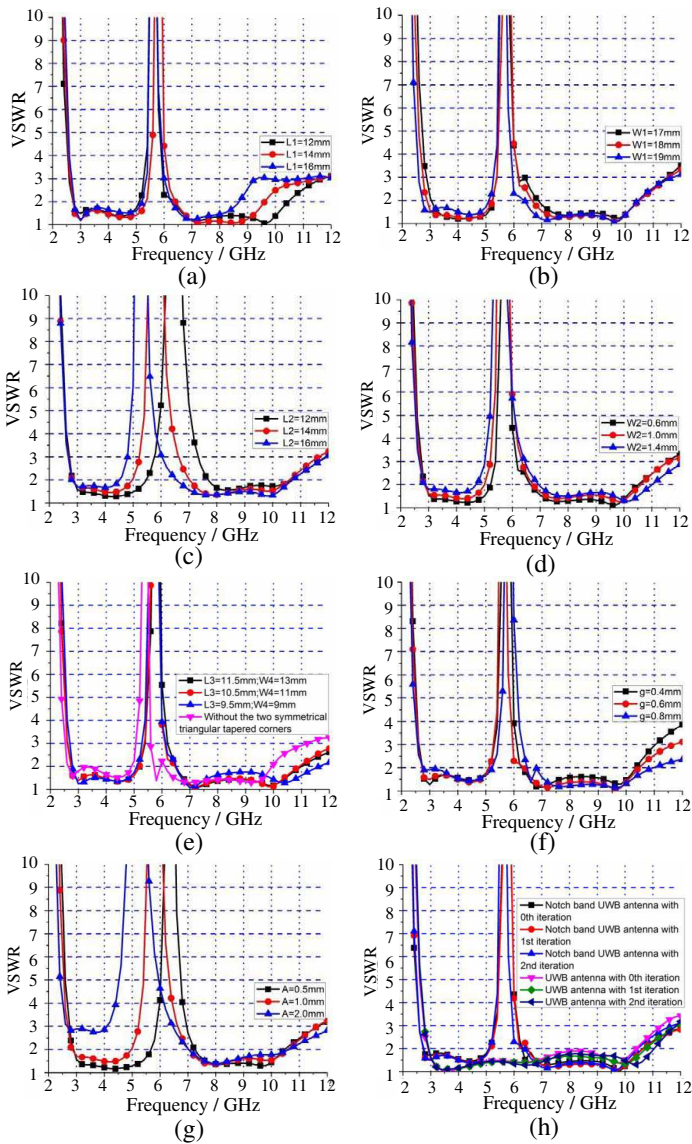 10
9
8
7
6
5
4
3
2
1
VSWR
L1=12mm
L1=14mm
L1=16mm
2 3 4 5 6 7 8 9 10 11 12
Frequency / GHz
(a)
10
9
8
7
6
5
4
3
2
1
VSWR
W1=17mm
W1=18mm
W1=19mm
2 3 4 5 6 7 8 9 10 11 12
Frequency / GHz
(b)
10
9
8
7
6
5
4
3
2
1
VSWR
L2=12mm
L2=14mm
L2=16mm
2 3 4 5 6 7 8 9 10 11 12
Frequency / GHz
(c)
10
9
8
7
6
5
4
3
2
1
VSWR
W2=0.6mm
W2=1.0mm
W2=1.4mm
2 3 4 5 6 7 8 9 10 11 12
Frequency / GHz
(d)
10
9
8
7
6
5
4
3
2
1
VSWR
L3=11.5mm;W4=13mm
L3=10.5mm;W4=11mm
L3=9.5mm;W4=9mm
Without the two symmetrical
triangular tapered corners
2 3 4 5 6 7 8 9 10 11 12
Frequency / GHz
(e)
10
9
8
7
6
5
4
3
2
1
VSWR
g=0.4mm
g=0.6mm
g=0.8mm
2 3 4 5 6 7 8 9 10 11 12
Frequency / GHz
(f)
10
9
8
7
6
5
4
3
2
1
VSWR
A=0.5mm
A=1.0mm
A=2.0mm
2 3 4 5 6 7 8 9 10 11 12
Frequency / GHz
(g)
10
9
8
7
6
5
4
3
2
1
VSWR
Notch band UWB antenna with
0th iteration
Notch band UWB antenna with
1st iteration
Notch band UWB antenna with
2nd iteration
UWB antenna with 0th iteration
UWB antenna with 1st iteration
UWB antenna with 2nd iteration
2 3 4 5 6 7 8 9 10 11 12
Frequency / GHz
(h)